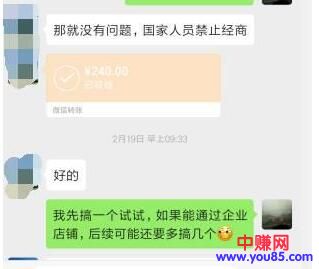 那就没有问题，国家人员禁止经商
¥240.00
已收钱
微信转账
2月19日 早上09:33
好的
我先搞一个试试，如果能通过企业
店铺，后续可能还要多搞几个
中赚网
www.you85.com